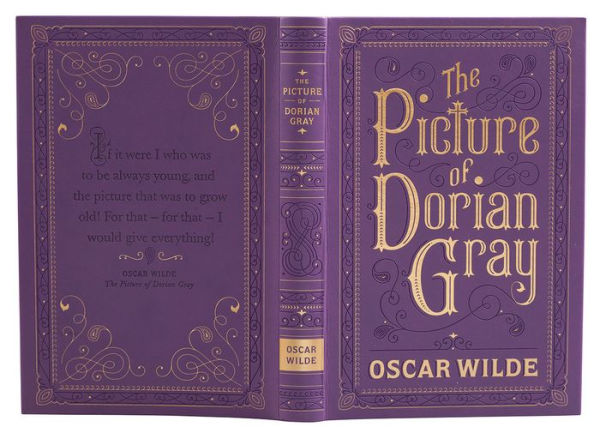 If it were I who was
to be always young, and
the picture that was to grow
old! For that – for that – I
would give everything!
OSCAR WILDE
The Picture of Dorian Gray
THE
PICTURE
OF
DORIAN
GRAY
OSCAR
WILDE
The
Picture
of
Dorian
Gray
OSCAR WILDE